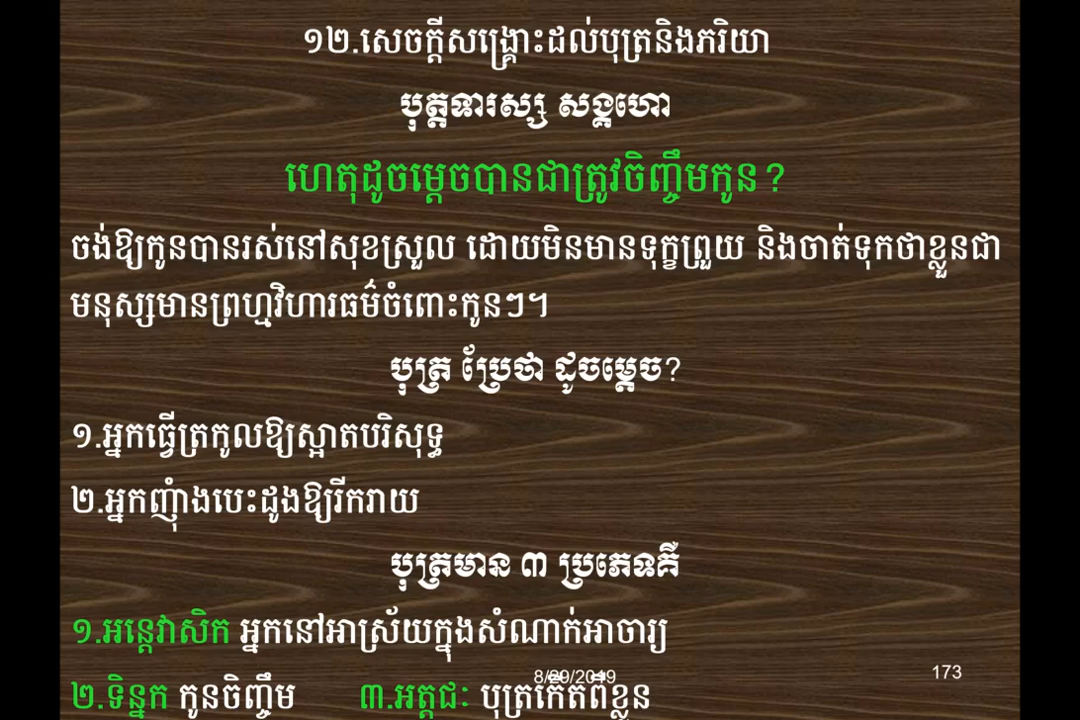 ១២.សេចក្តីសង្គ្រោះដល់បុត្រនិងភរិយា
បុត្តទារស្ស សង្គហោ
ហេតុដូចម្តេចបានជាត្រូវចិញ្ចឹមកូន?
ចង់ឱ្យកូនបានរស់នៅសុខស្រួល ដោយមិនមានទុក្ខព្រួយ និងចាត់ទុកថាខ្លួនជា
មនុស្សមានព្រហ្មវិហារធម៌ចំពោះកូនៗ។
បុត្រ ប្រែថា ដូចម្តេច?
១.អ្នកធ្វើត្រកូលឱ្យស្អាតបរិសុទ្ធ
២.អ្នកញុំាងបេះដូងឱ្យរីករាយ
បុត្រមាន ៣ ប្រភេទគឺ
១.អន្តេវាសិក អ្នកនៅអាស្រ័យក្នុងសំណាក់អាចារ្យ
២.ទិន្នក កូនចិញ្ចឹម ៣.អត្តជៈ បុត្រកើតពីខ្លួន
8/29/2019 173